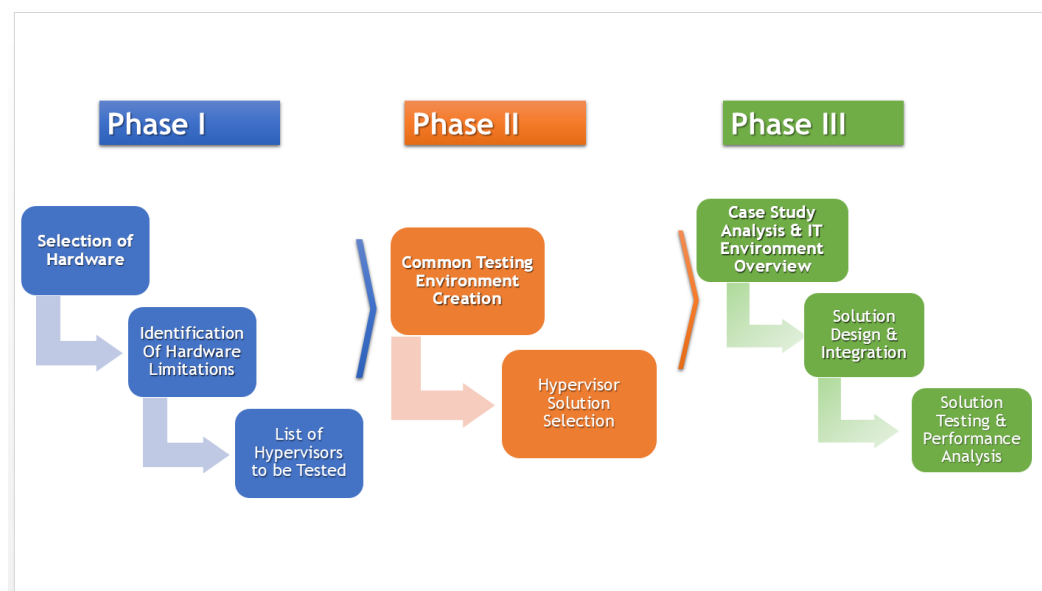 Phase I
Phase II
Phase III
Selection of
Hardware
Identification
Of Hardware
Limitations
List of
Hypervisors
to be Tested
Common Testing
Environment
Creation
Hypervisor
Solution
Selection
Case Study
Analysis & IT
Environment
Overview
Solution
Design &
Integration
Solution
Testing &
Performance
Analysis